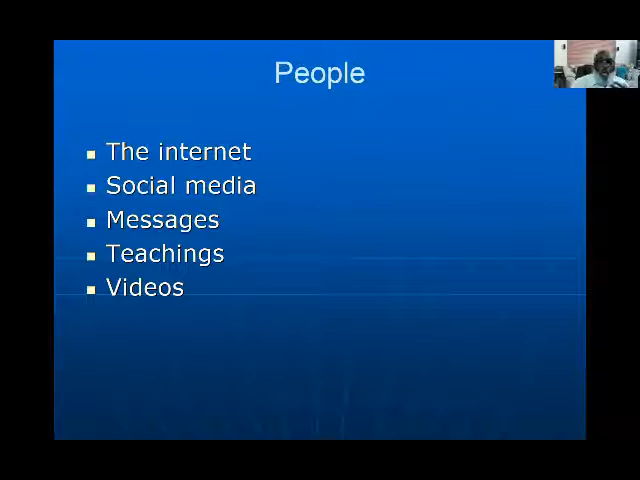 People
The internet
Social media
Messages
Teachings
Videos